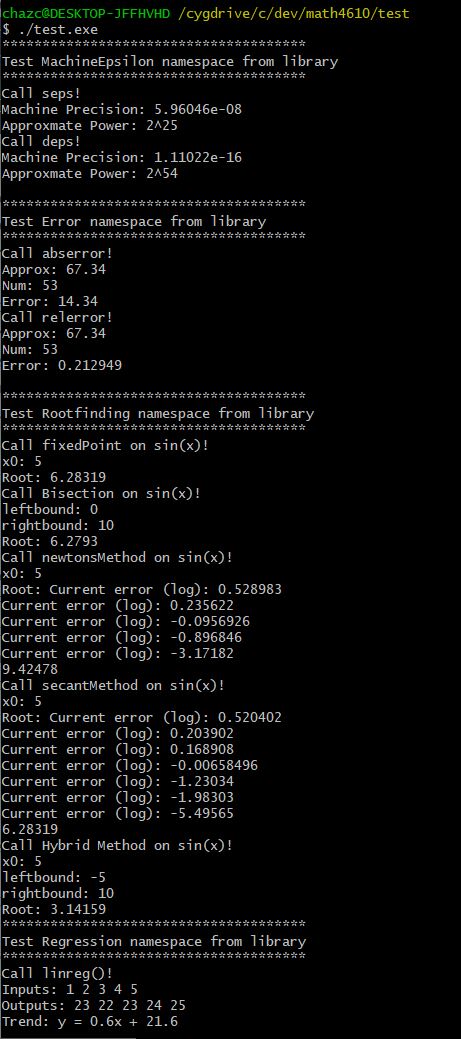 chazc@DESKTOP-JFFHVHD /cygdrive/c/dev/math4610/test
$ ./test.exe
**************************************
Test MachineEpsilon namespace from library
**************************************
Call seps!
Machine Precision: 5.96046e-08
Approxmate Power: 2^25
Call deps!
Machine Precision: 1.11022e-16
Approxmate Power: 2^54
**************************************
Test Error namespace from library
**************************************
Call abserror!
Approx: 67.34
Num: 53
Error: 14.34
Call relerror!
Approx: 67.34
Num: 53
Error: 0.212949
**************************************
Test Rootfinding namespace from library
**************************************
Call fixedPoint on sin(x)!
x0: 5
Root: 6.28319
Call Bisection on sin(x)!
leftbound: 0
rightbound: 10
Root: 6.2793
Call newtonsMethod on sin(x)!
x0: 5
Root: Current error (log): 0.528983
Current error (log): 0.235622
Current error (log): -0.0956926
Current error (log): -0.896846
Current error (log): -3.17182
9.42478
Call secantMethod on sin(x)!
x0: 5
Root: Current error (log): 0.520402
Current error (log): 0.203902
Current error (log): 0.168908
Current error (log): -0.00658496
Current error (log): -1.23034
Current error (log): -1.98303
Current error (log): -5.49565
6.28319
Call Hybrid Method on sin(x)!
x0: 5
leftbound: -5
rightbound: 10
Root: 3.14159
**************************************
Test Regression namespace from library
**************************************
Call linreg()!
Inputs: 1 2 3 4 5
Outputs: 23 22 23 24 25
Trend: y = 0.6x + 21.6